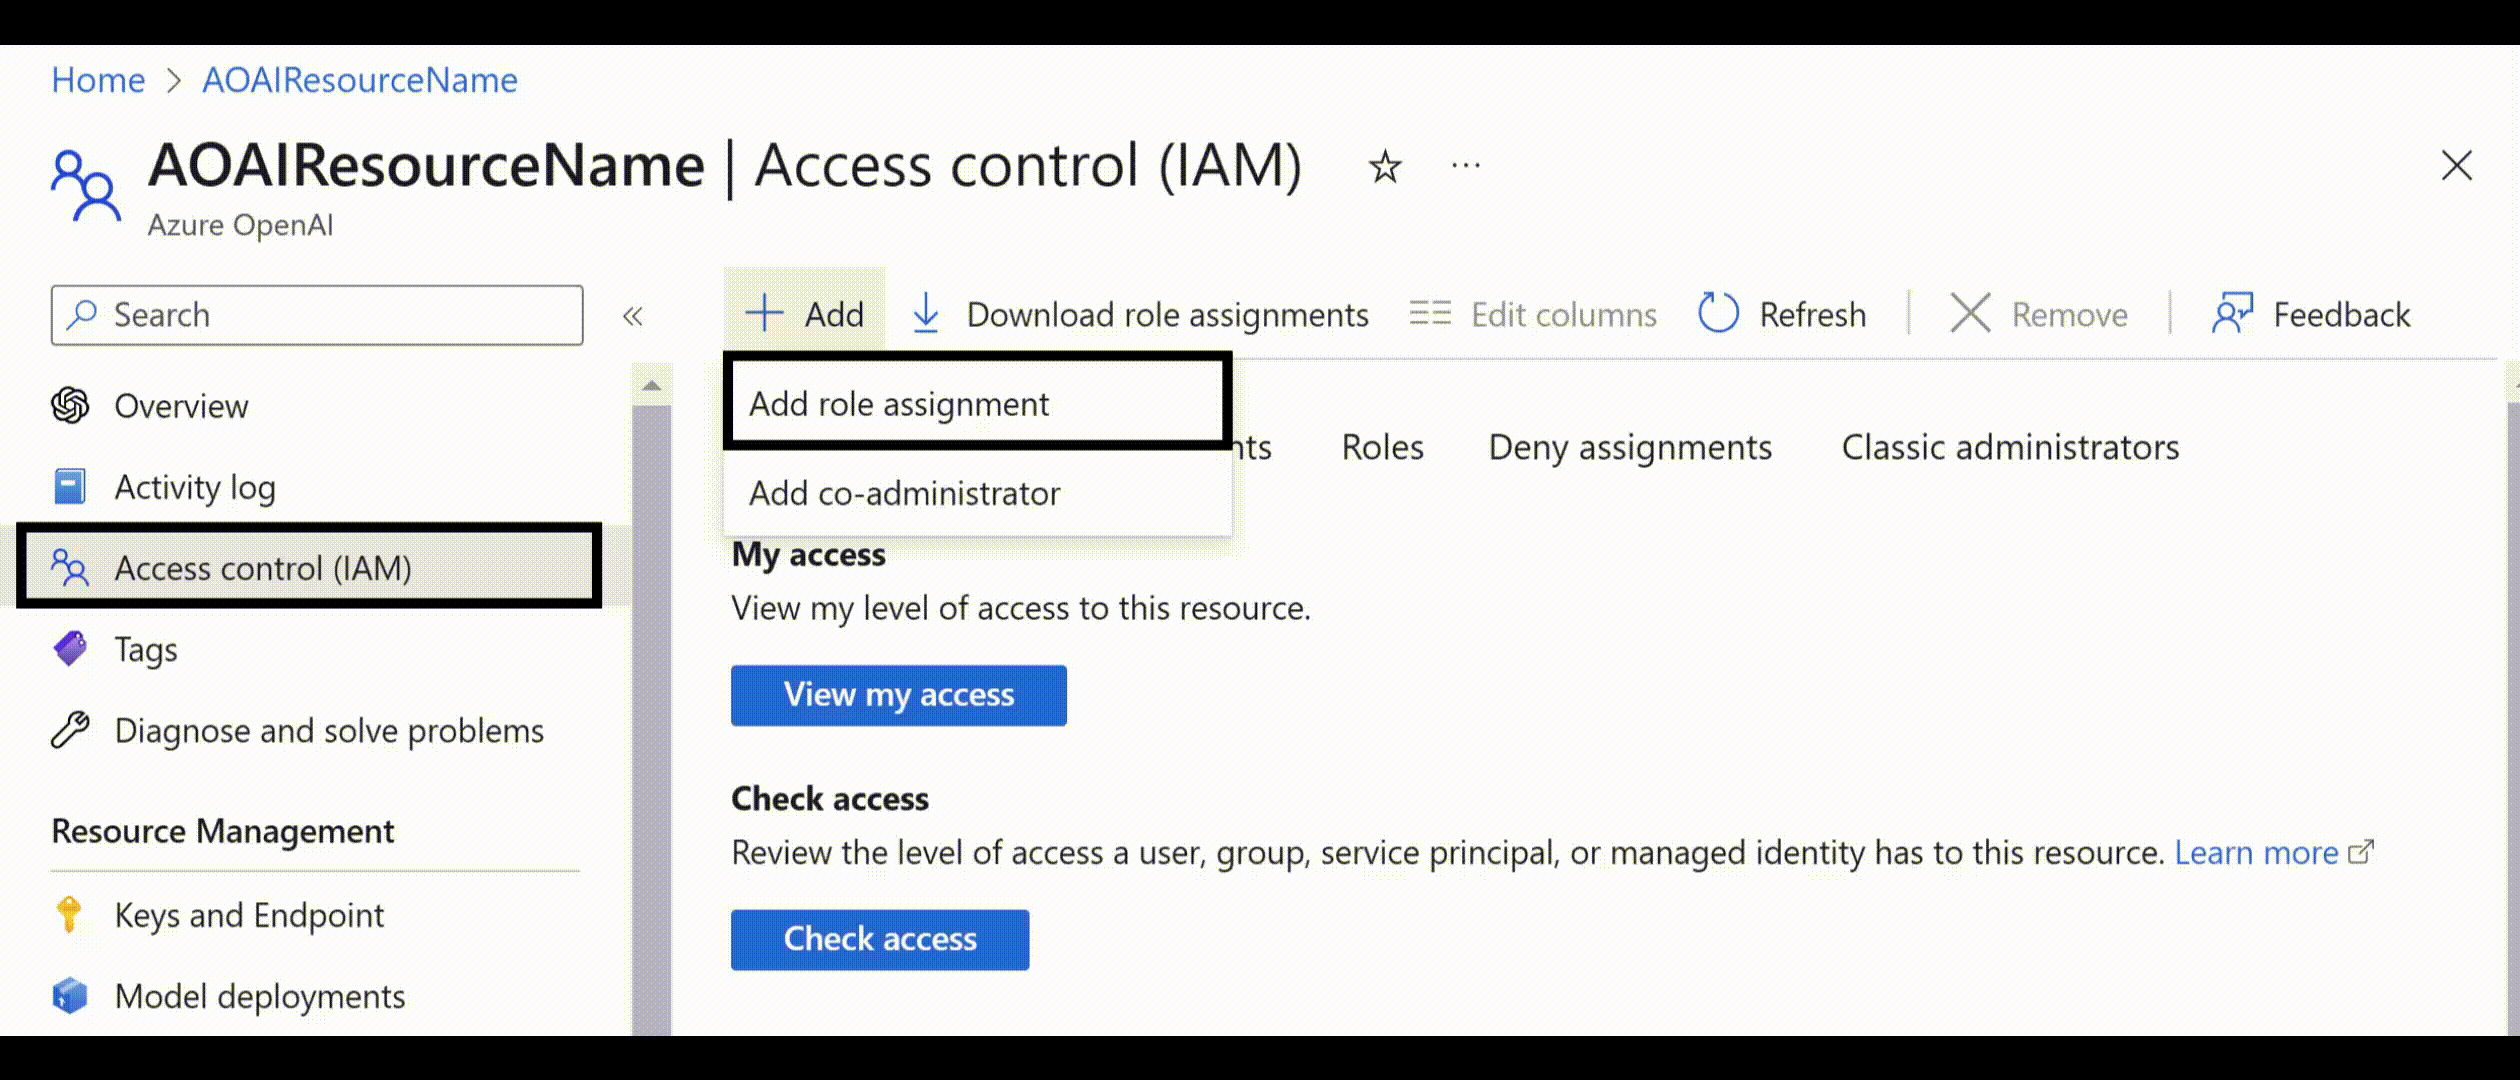 Home > AOAIResourceName
AOAIResourceName | Access control (IAM) ☆ ···
Azure OpenAI
Search «
Add
Download role assignments
Edit columns
Refresh
Remove
Feedback
Add role assignment
Add co-administrator
Roles
Deny assignments
Classic administrators
Overview
Activity log
Access control (IAM)
Tags
Diagnose and solve problems
Resource Management
Keys and Endpoint
Model deployments
My access
View my level of access to this resource.
View my access
Check access
Review the level of access a user, group, service principal, or managed identity has to this resource. Learn more
Check access